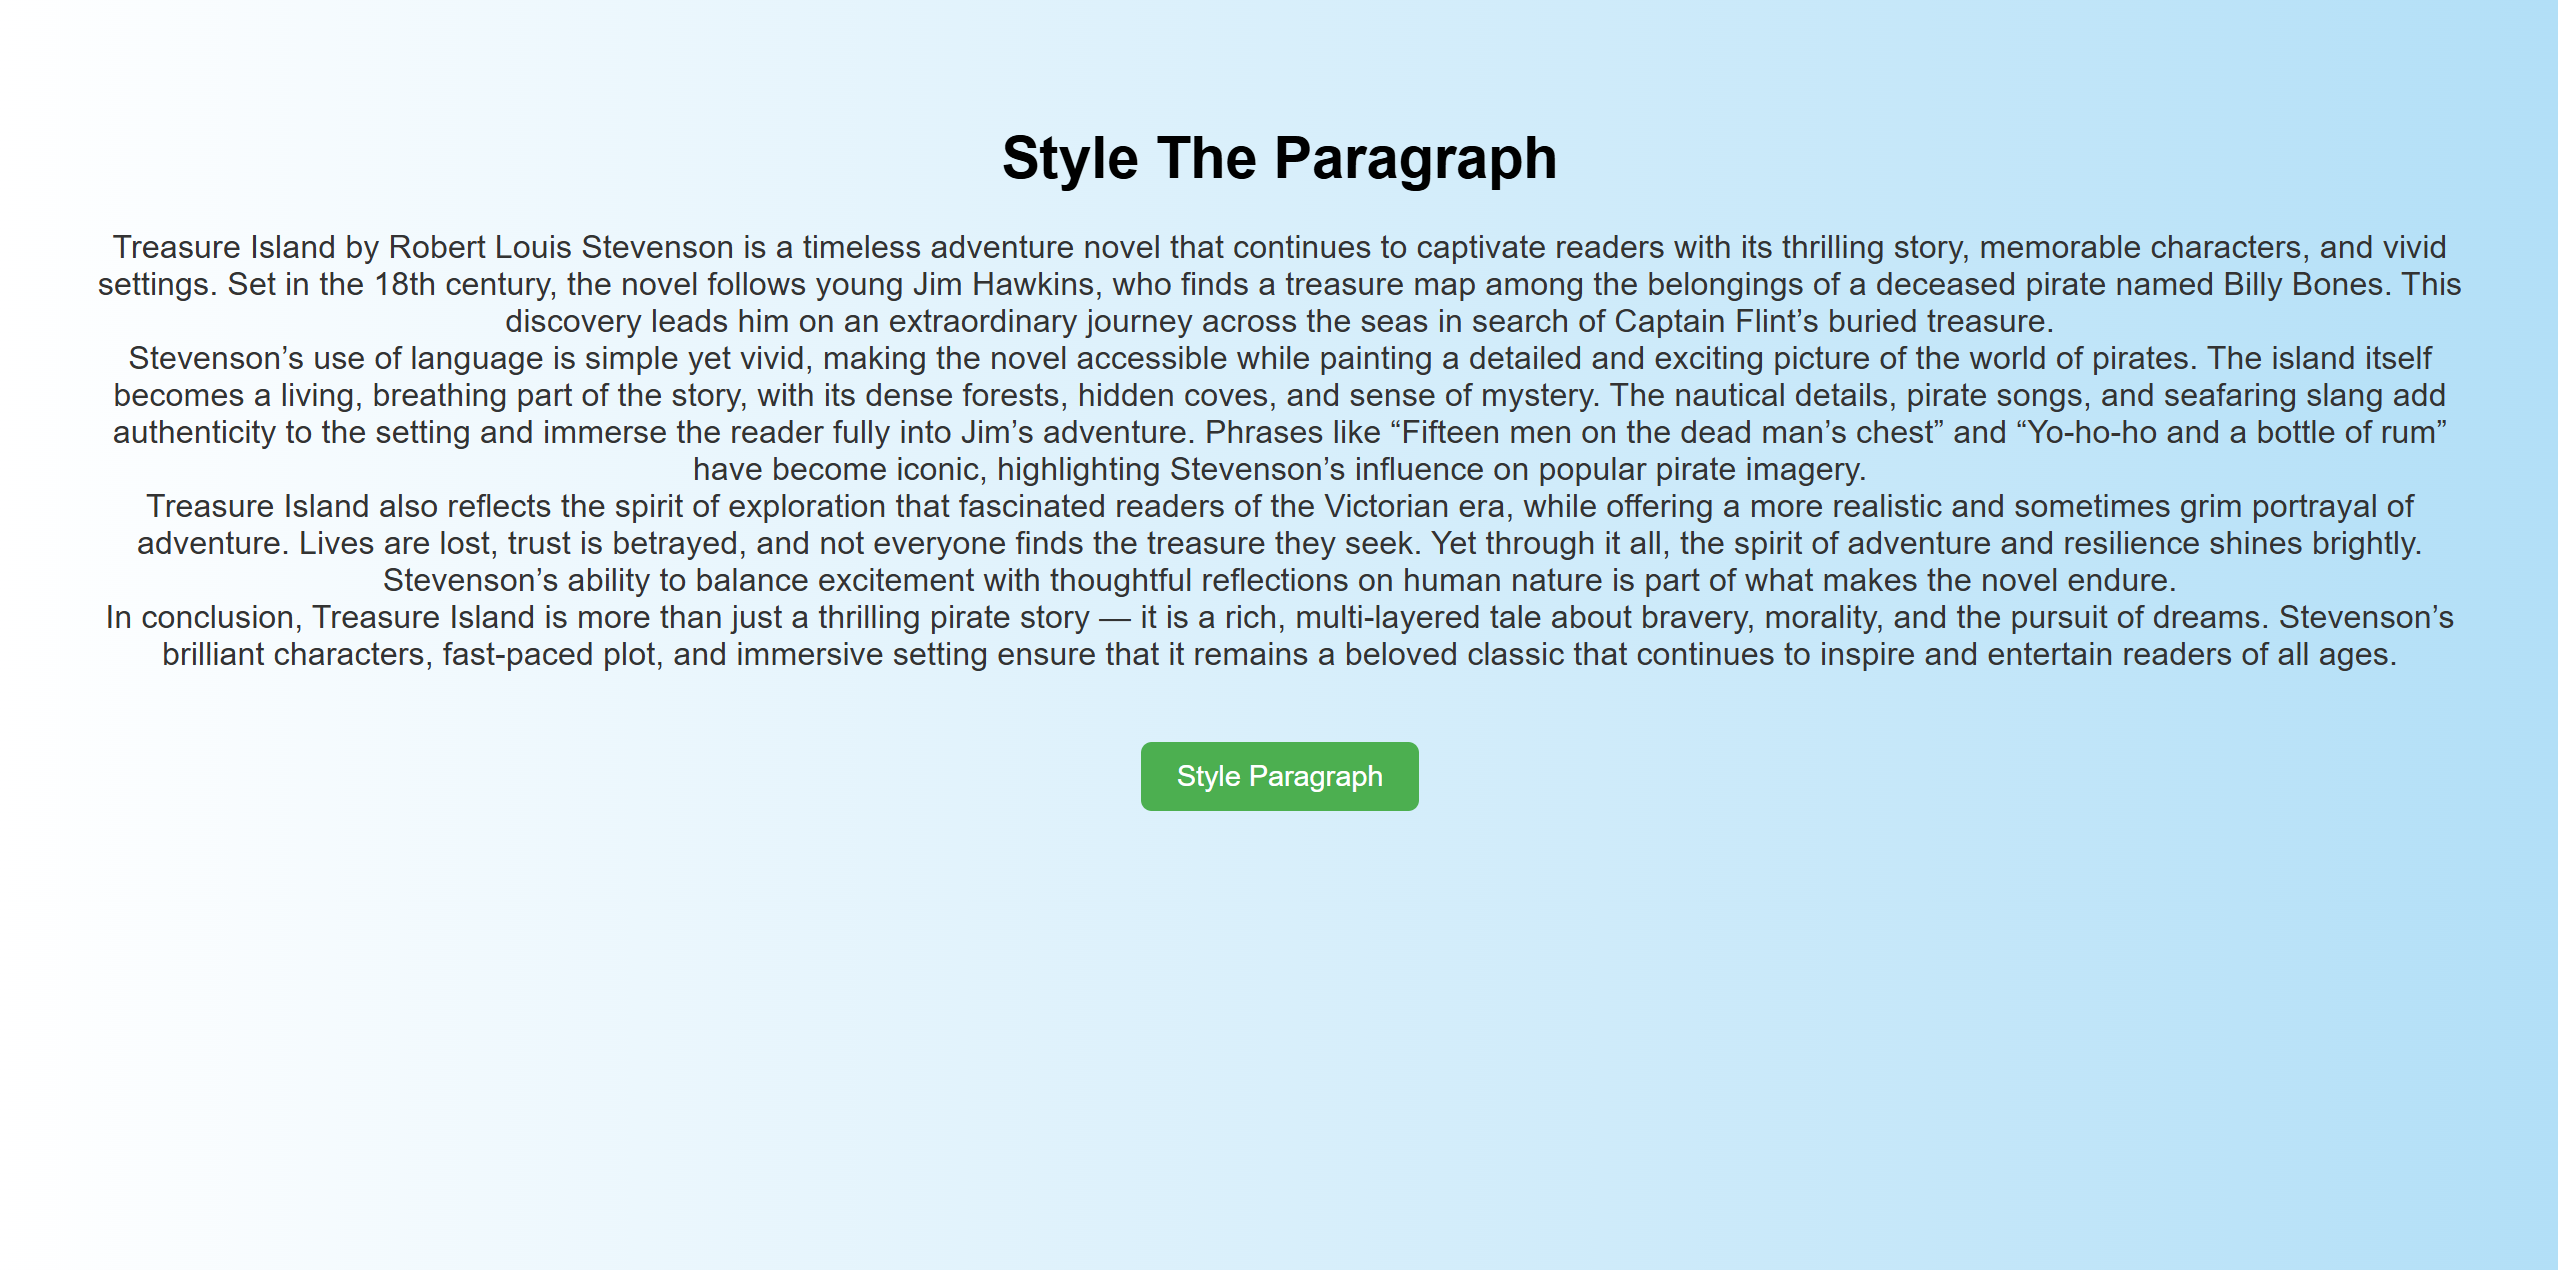 Style The Paragraph
Treasure Island by Robert Louis Stevenson is a timeless adventure novel that continues to captivate readers with its thrilling story, memorable characters, and vivid
settings. Set in the 18th century, the novel follows young Jim Hawkins, who finds a treasure map among the belongings of a deceased pirate named Billy Bones. This
discovery leads him on an extraordinary journey across the seas in search of Captain Flint’s buried treasure.
Stevenson’s use of language is simple yet vivid, making the novel accessible while painting a detailed and exciting picture of the world of pirates. The island itself
becomes a living, breathing part of the story, with its dense forests, hidden coves, and sense of mystery. The nautical details, pirate songs, and seafaring slang add
authenticity to the setting and immerse the reader fully into Jim’s adventure. Phrases like “Fifteen men on the dead man’s chest” and “Yo-ho-ho and a bottle of rum”
have become iconic, highlighting Stevenson’s influence on popular pirate imagery.
Treasure Island also reflects the spirit of exploration that fascinated readers of the Victorian era, while offering a more realistic and sometimes grim portrayal of
adventure. Lives are lost, trust is betrayed, and not everyone finds the treasure they seek. Yet through it all, the spirit of adventure and resilience shines brightly.
Stevenson’s ability to balance excitement with thoughtful reflections on human nature is part of what makes the novel endure.
In conclusion, Treasure Island is more than just a thrilling pirate story — it is a rich, multi-layered tale about bravery, morality, and the pursuit of dreams. Stevenson’s
brilliant characters, fast-paced plot, and immersive setting ensure that it remains a beloved classic that continues to inspire and entertain readers of all ages.
Style Paragraph